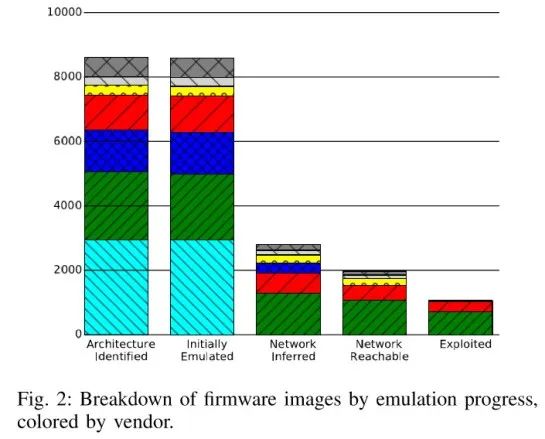 10000
8000
6000
4000
2000
0
Architecture
Identified
Initially
Emulated
Network
Inferred
Network
Reachable
Exploited
Fig. 2: Breakdown of firmware images by emulation progress,
colored by vendor.